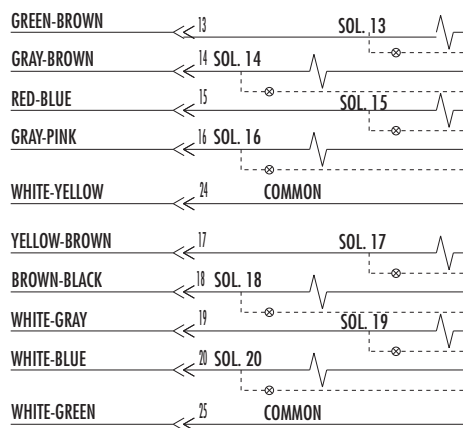 GREEN-BROWN 13 SOL. 13
GRAY-BROWN 14 SOL. 14
RED-BLUE 15 SOL. 15
GRAY-PINK 16 SOL. 16
WHITE-YELLOW 24 COMMON
YELLOW-BROWN 17 SOL. 17
BROWN-BLACK 18 SOL. 18
WHITE-GRAY 19 SOL. 19
WHITE-BLUE 20 SOL. 20
WHITE-GREEN 25 COMMON